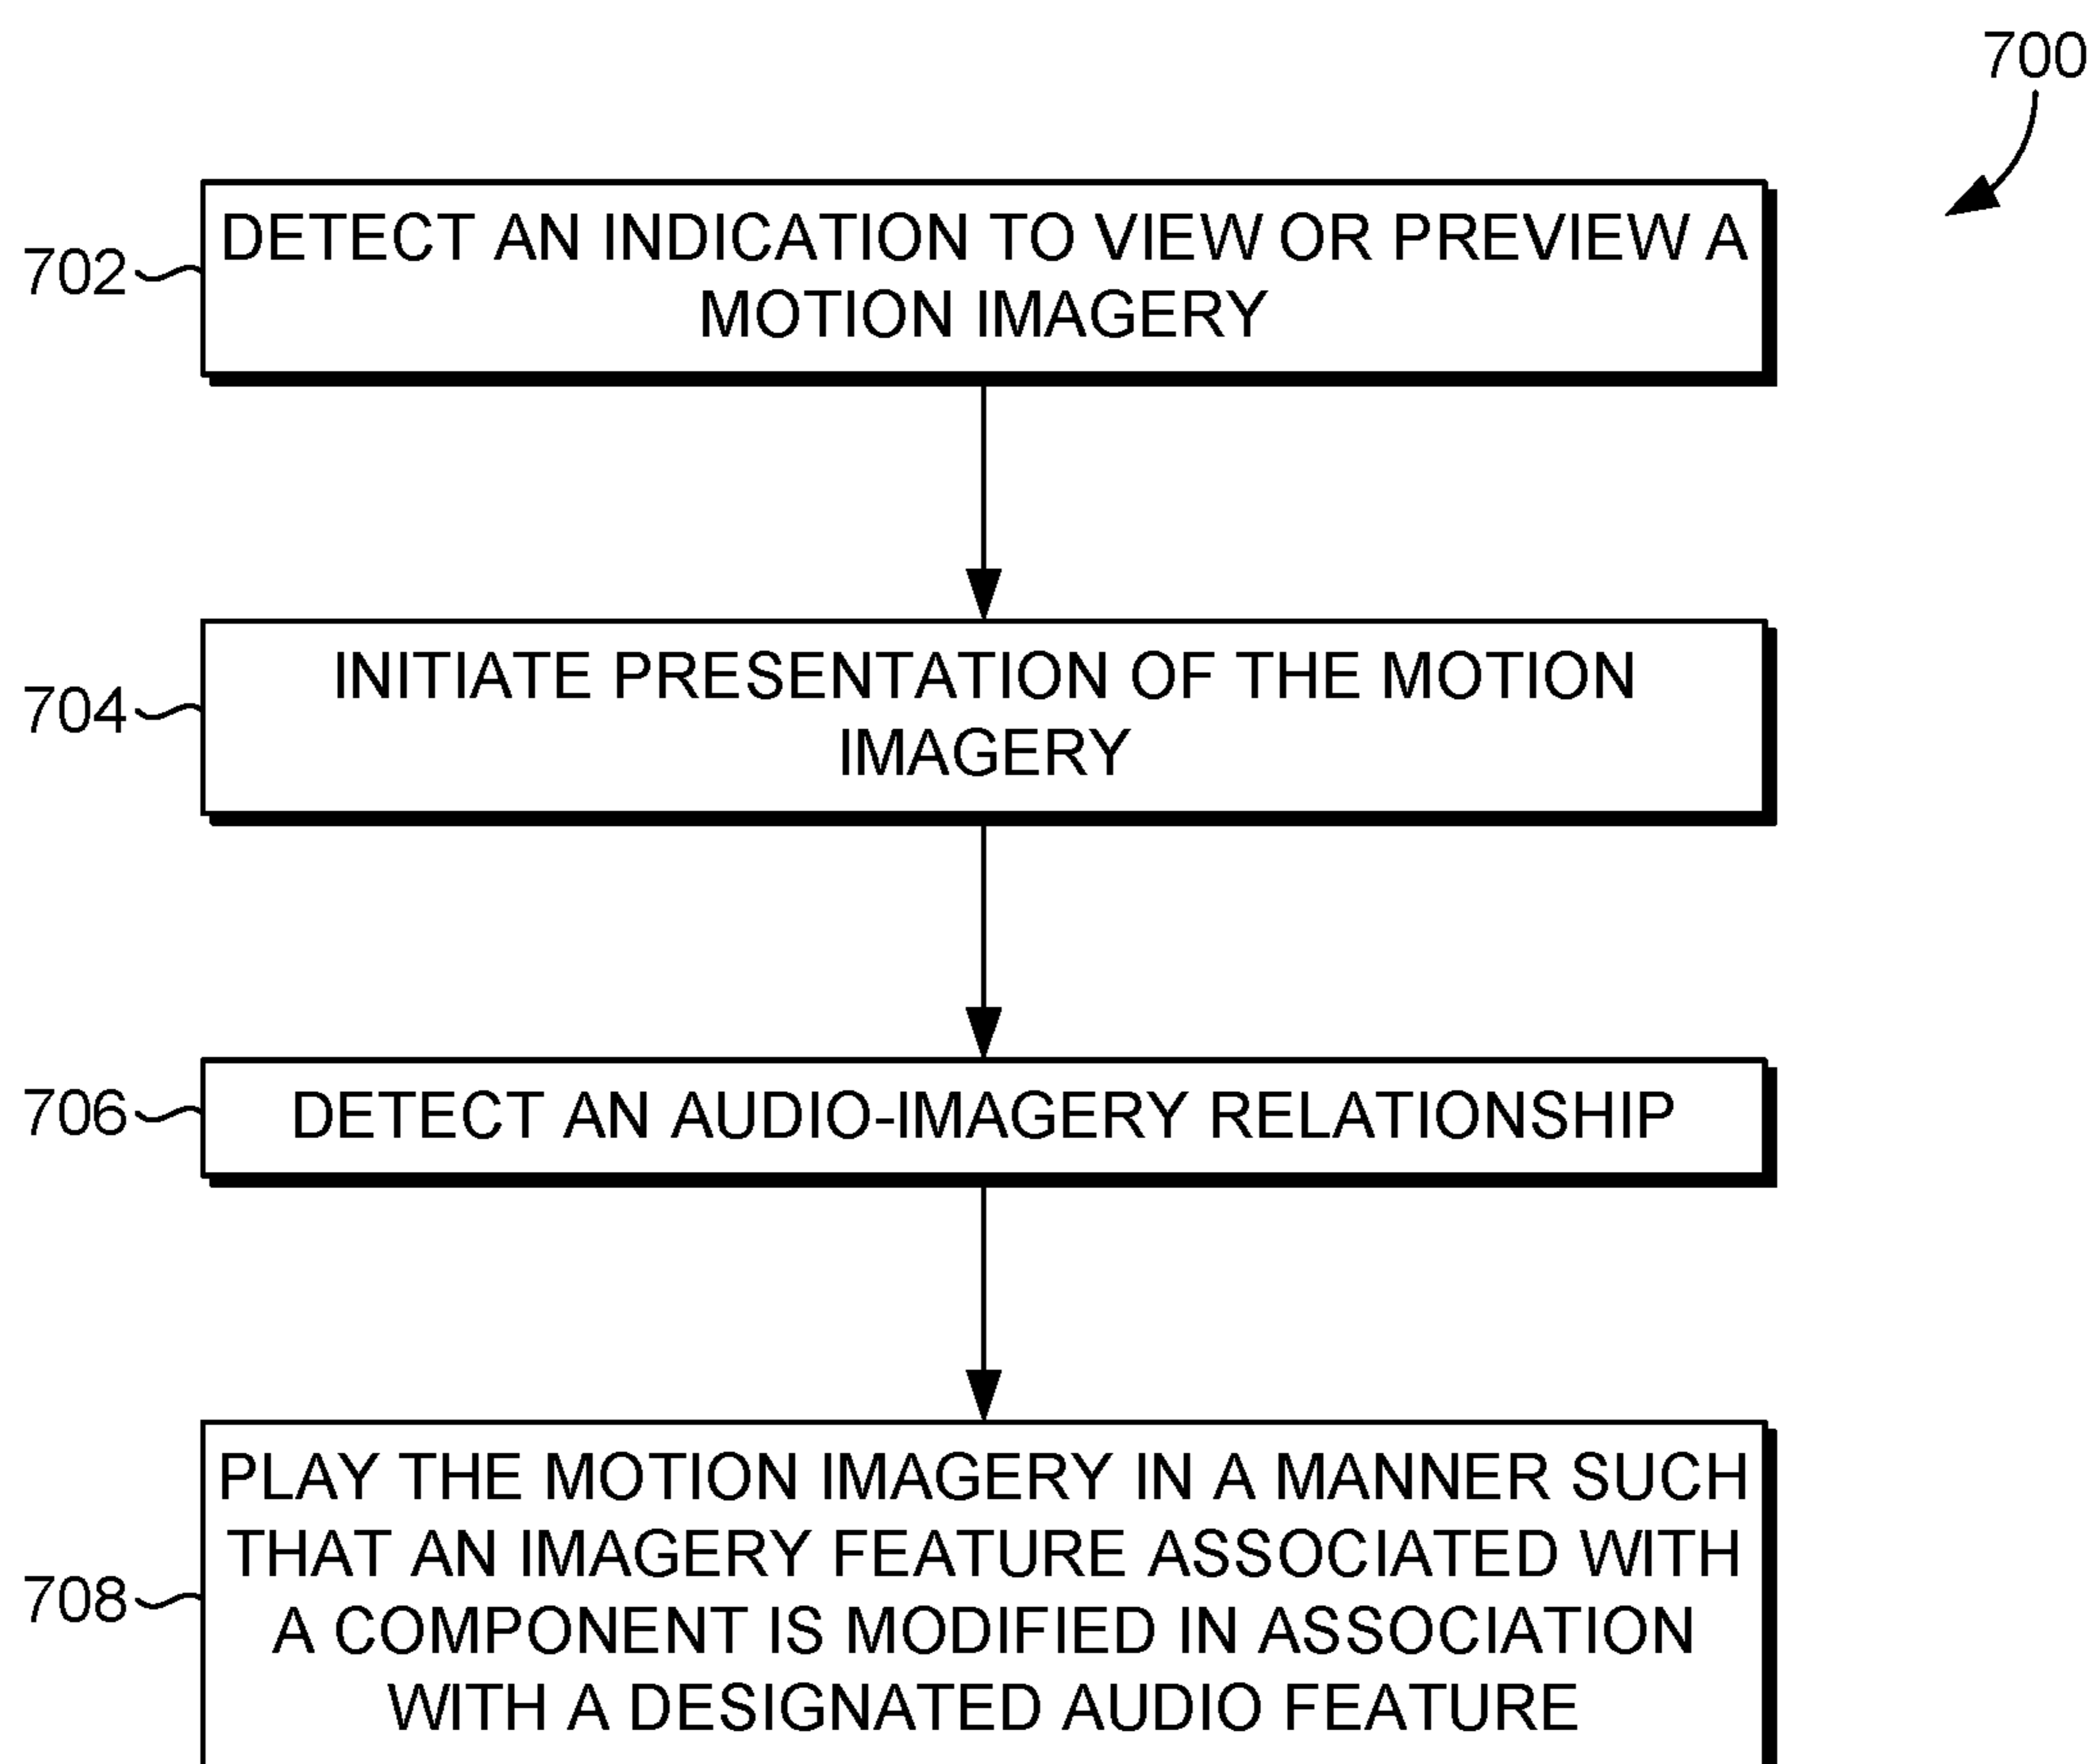 700
702
DETECT AN INDICATION TO VIEW OR PREVIEW A
MOTION IMAGERY
704
INITIATE PRESENTATION OF THE MOTION
IMAGERY
706
DETECT AN AUDIO-IMAGERY RELATIONSHIP
708
PLAY THE MOTION IMAGERY IN A MANNER SUCH
THAT AN IMAGERY FEATURE ASSOCIATED WITH
A COMPONENT IS MODIFIED IN ASSOCIATION
WITH A DESIGNATED AUDIO FEATURE